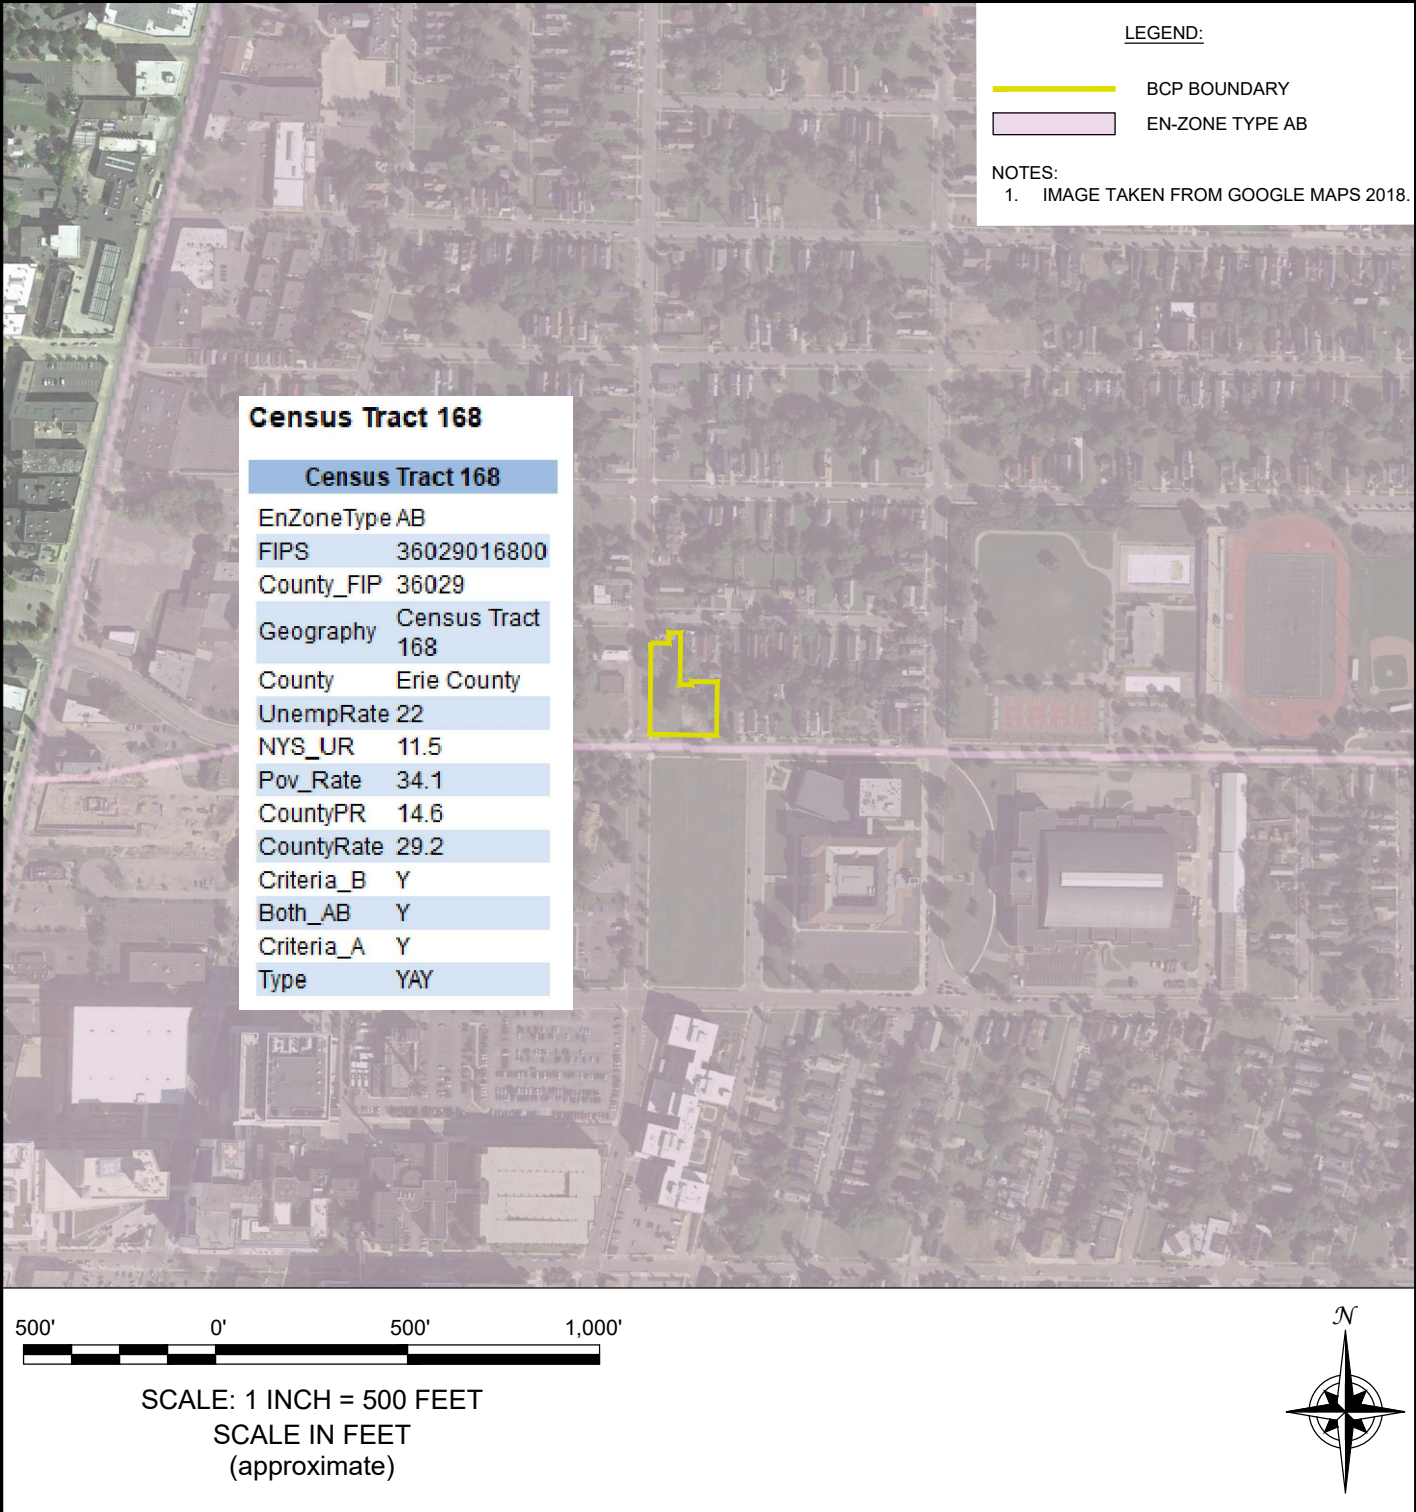 LEGEND:
BCP BOUNDARY
EN-ZONE TYPE AB
NOTES:
1. IMAGE TAKEN FROM GOOGLE MAPS 2018.
Census Tract 168
Census Tract 168
EnZoneType AB
FIPS 36029016800
County_FIP 36029
Geography Census Tract
168
County Erie County
UnempRate 22
NYS_UR 11.5
Pov_Rate 34.1
CountyPR 14.6
CountyRate 29.2
Criteria_B Y
Both_AB Y
Criteria_A Y
Type YAY
500' 0' 500' 1,000'
SCALE: 1 INCH = 500 FEET
SCALE IN FEET
(approximate)
N